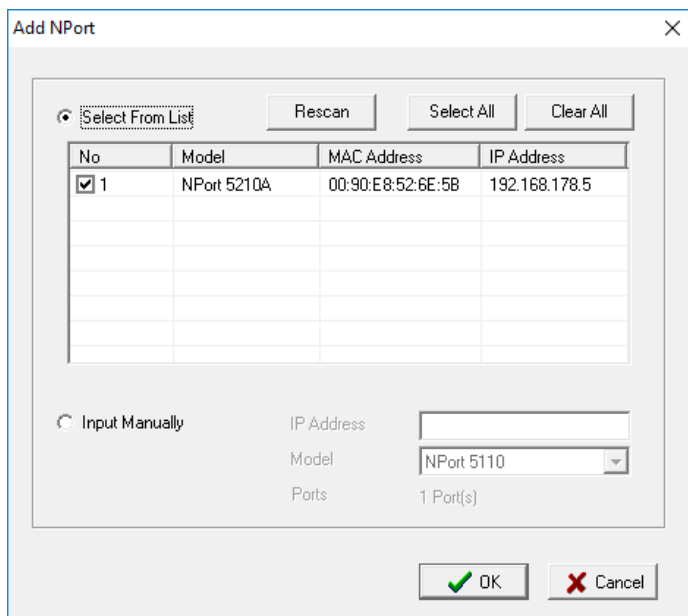 Add NPort
Select From List Rescan Select All Clear All
No Model MAC Address IP Address
1 NPort 5210A 00:90:E8:52:6E:5B 192.168.178.5
Input Manually IP Address
Model NPort 5110
Ports 1 Port(s)
OK Cancel